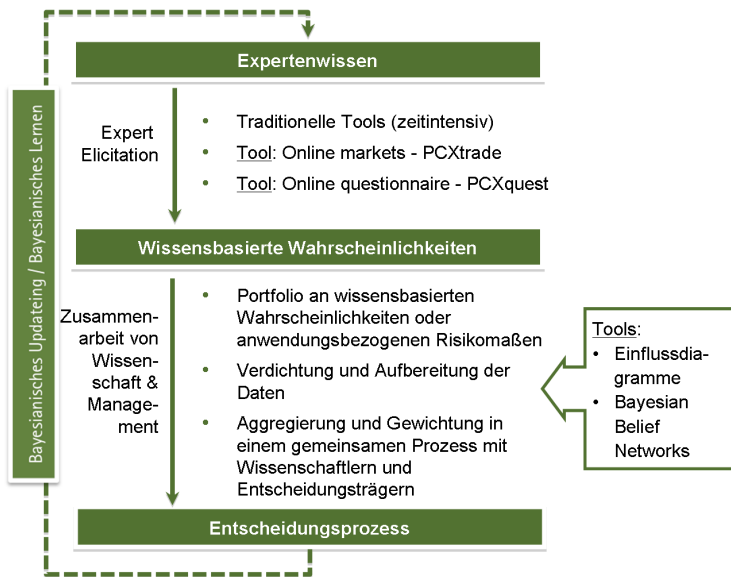 Expertenwissen
Expert
Elicitation
• Traditionelle Tools (zeitintensiv)
• Tool: Online markets - PCXtrade
• Tool: Online questionnaire - PCXquest
Wissensbasierte Wahrscheinlichkeiten
Zusammen-
arbeit von
Wissen-
schaft &
Manage-
ment
• Portfolio an wissensbasierten
Wahrscheinlichkeiten oder
anwendungsbezogenen Risikomaßen
• Verdichtung und Aufbereitung der
Daten
• Aggregierung und Gewichtung in
einem gemeinsamen Prozess mit
Wissenschaftlern und
Entscheidungsträgern
Tools:
• Einflussdia-
gramme
• Bayesian
Belief
Networks
Entscheidungsprozess
Bayesianisches Updateing / Bayesianisches Lernen